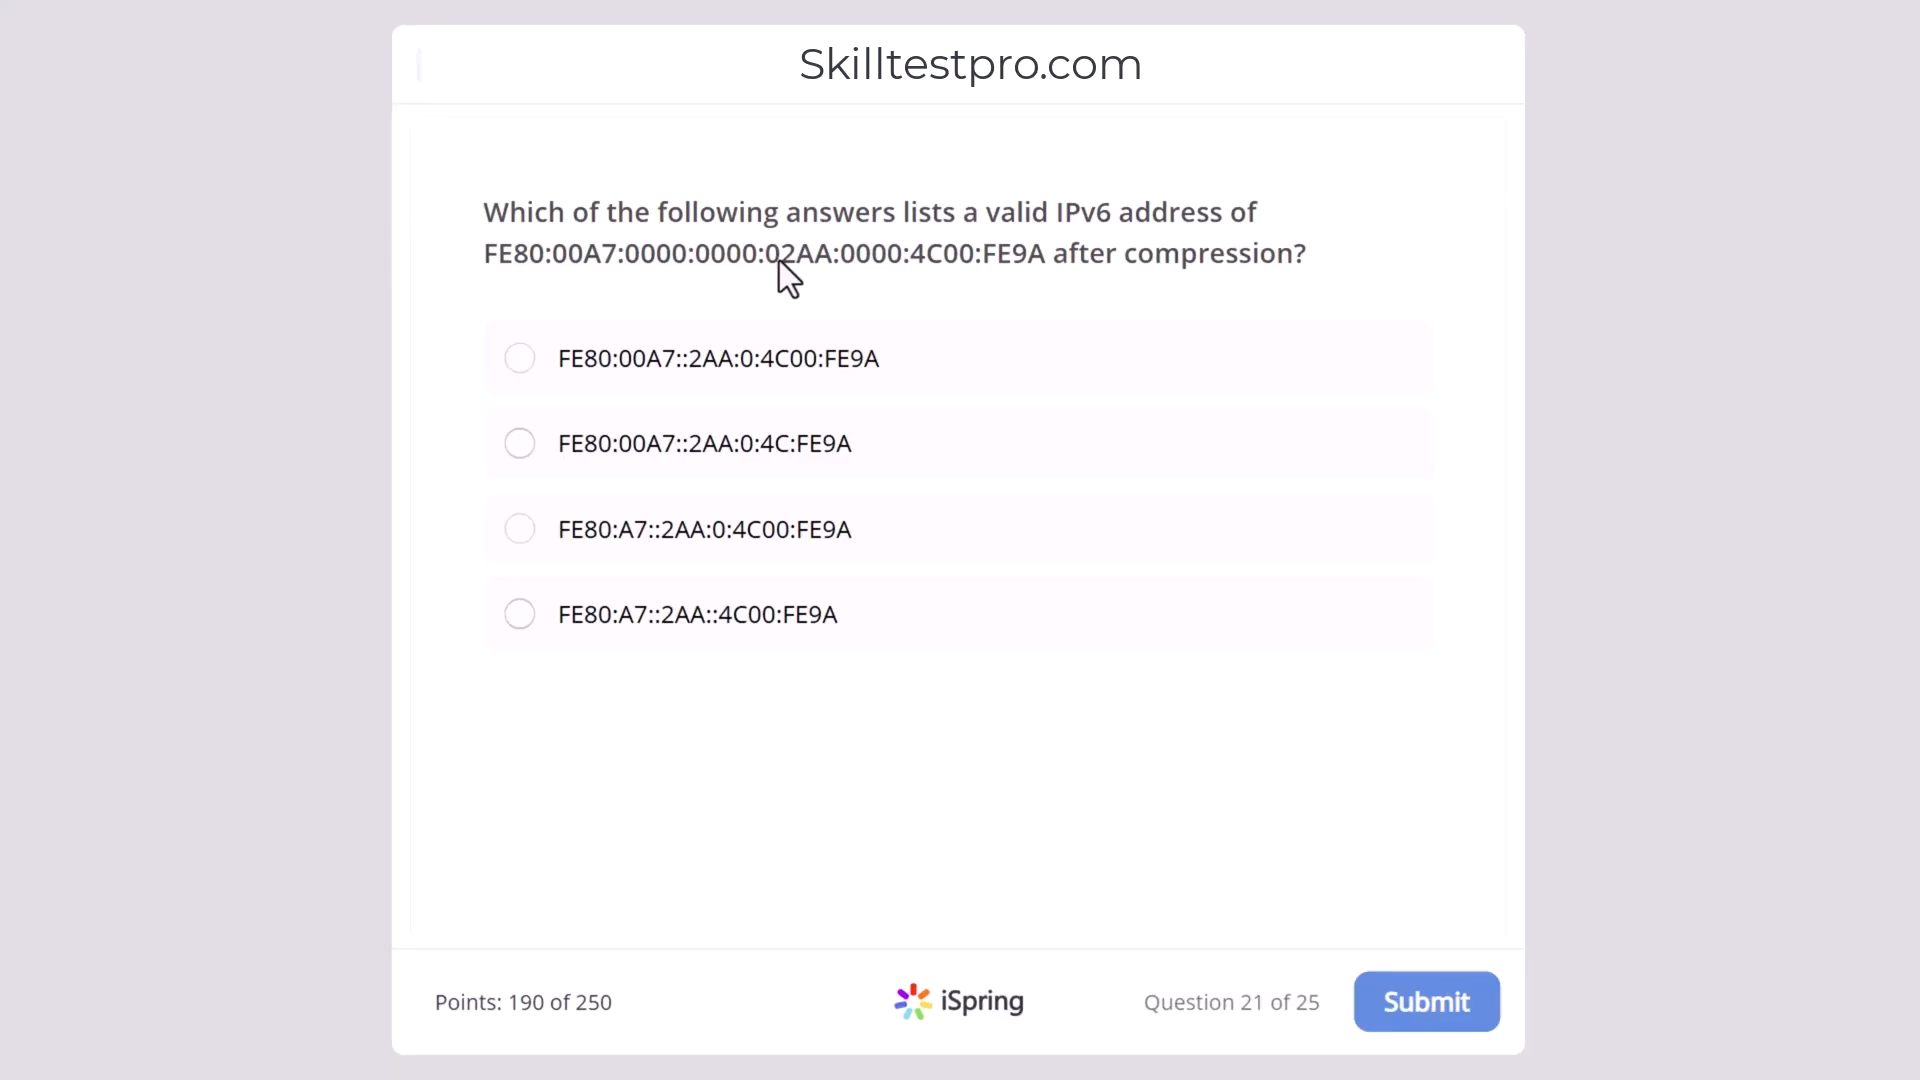 Skilltestpro.com
Which of the following answers lists a valid IPv6 address of
FE80:00A7:0000:0000:02AA:0000:4C00:FE9A after compression?
FE80:00A7::2AA:0:4C00:FE9A
FE80:00A7::2AA:0:4C:FE9A
FE80:A7::2AA:0:4C00:FE9A
FE80:A7::2AA::4C00:FE9A
Points: 190 of 250
iSpring
Question 21 of 25
Submit